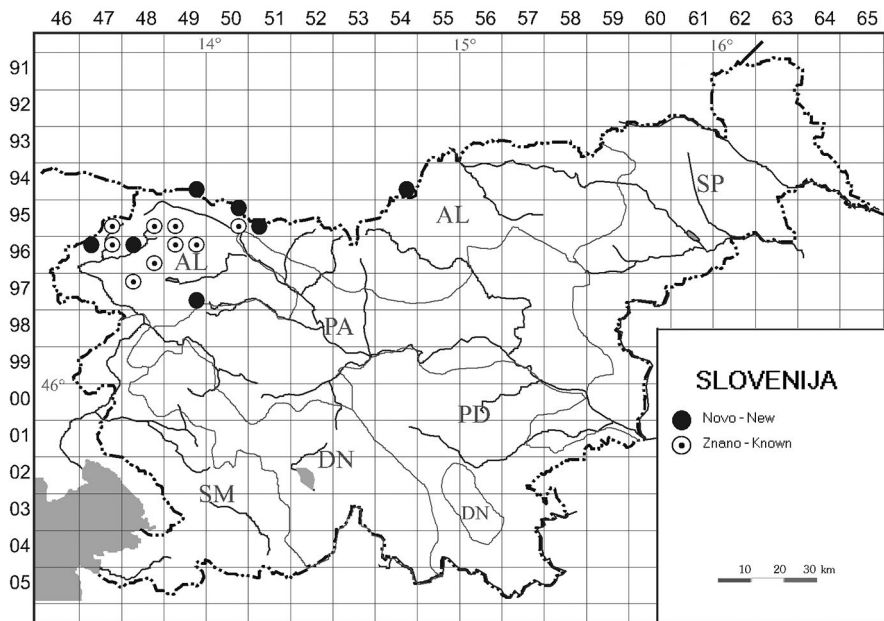 46 47 48 49 50 51 52 53 54 55 56 57 58 59 60 61 62 63 64 65
14° 15° 16°
91
92
93
94
SP
95
AL
96
AL
97
98
PA
99
46°
SLOVENIJA
00
PD
Novo - New
01
Znano - Known
02
DN
03
SM
DN
04
05
10 20 30 km